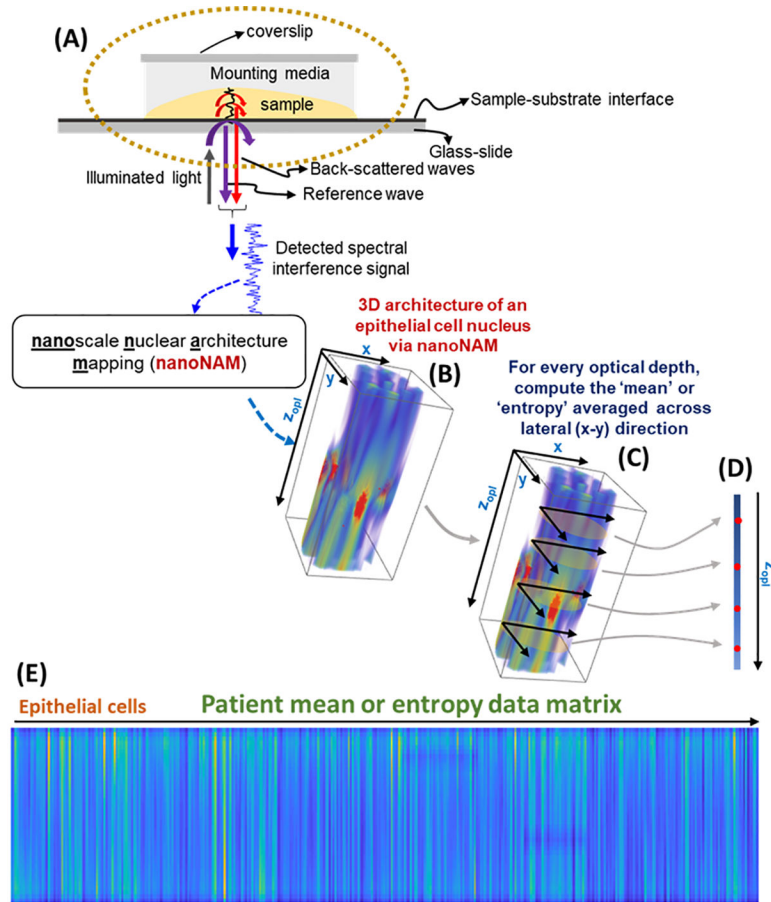 (A)
coverslip
Mounting media
sample
Sample-substrate interface
Glass-slide
Back-scattered waves
Illuminated light
Reference wave
Detected spectral
interference signal
nanoscale nuclear architecture
mapping (nanoNAM)
3D architecture of an
epithelial cell nucleus
via nanoNAM
(B)
x
y
zopl
For every optical depth,
compute the ‘mean’ or
‘entropy’ averaged across
lateral (x-y) direction
(C)
x
y
zopl
(D)
zopl
(E)
Epithelial cells
Patient mean or entropy data matrix